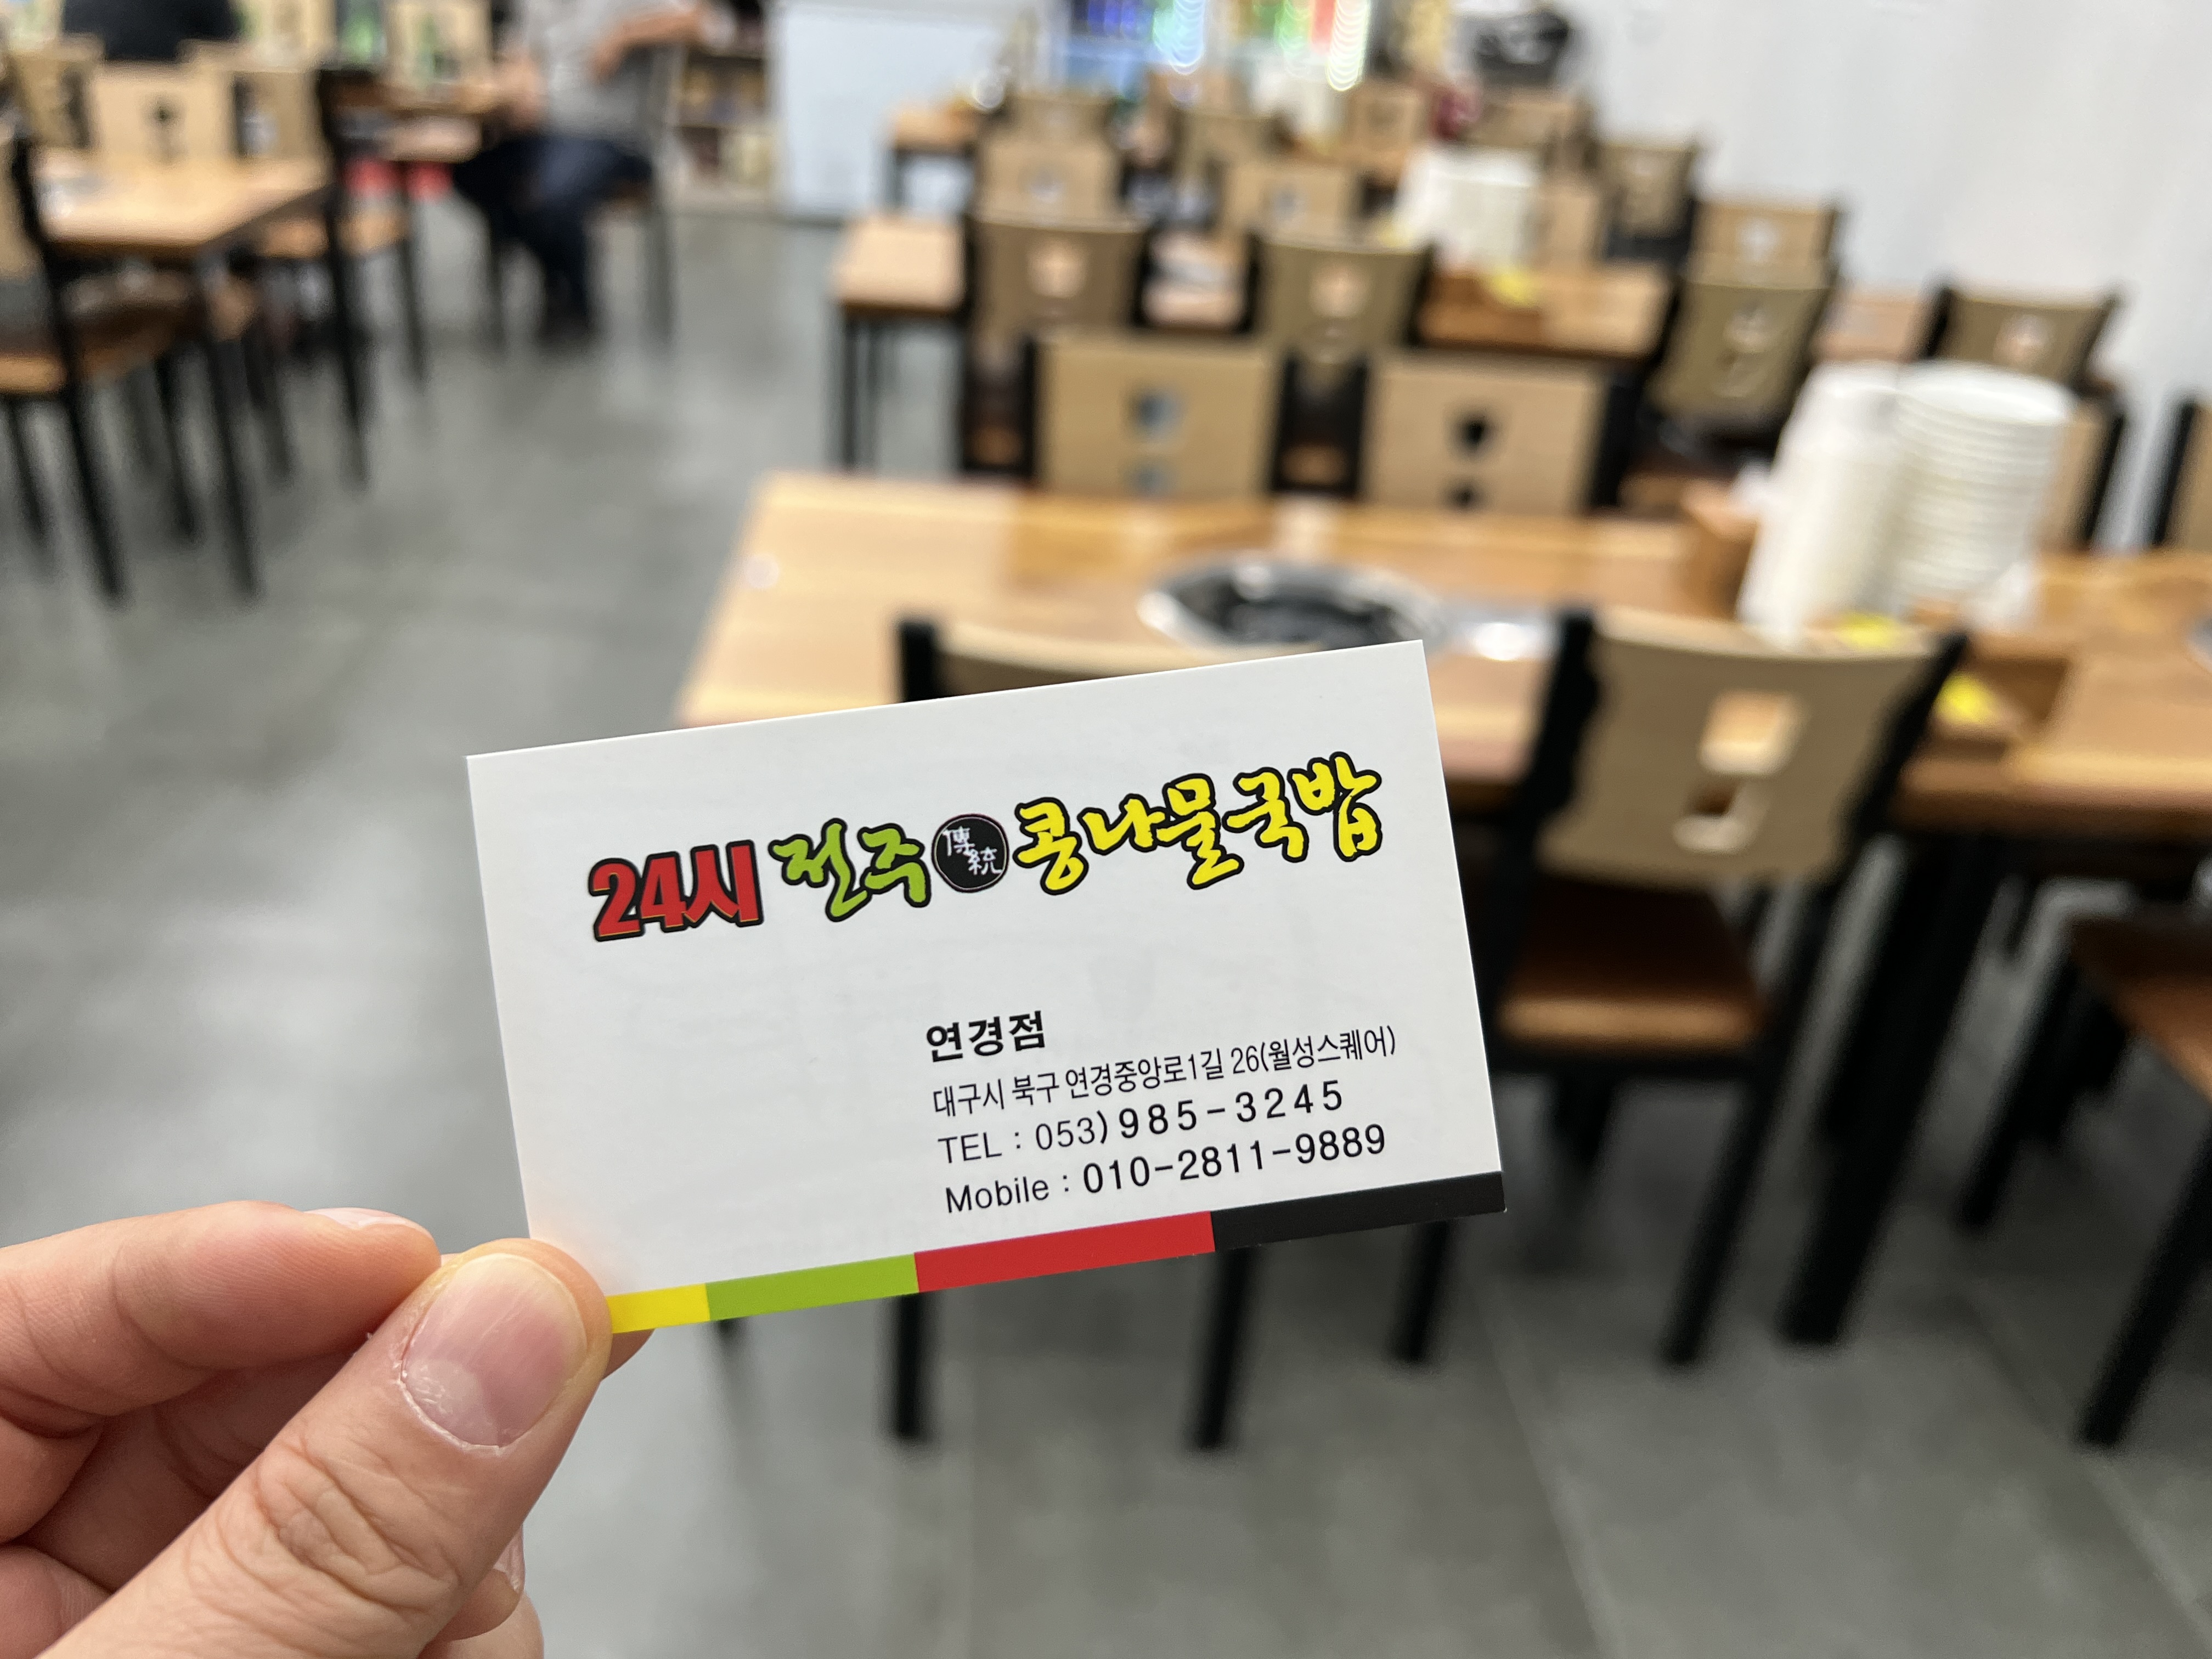 24시 전주 傳統 콩나물국밥
연경점
대구시 북구 연경중앙로1길 26(월성스퀘어)
TEL : 053) 985-3245
Mobile : 010-2811-9889